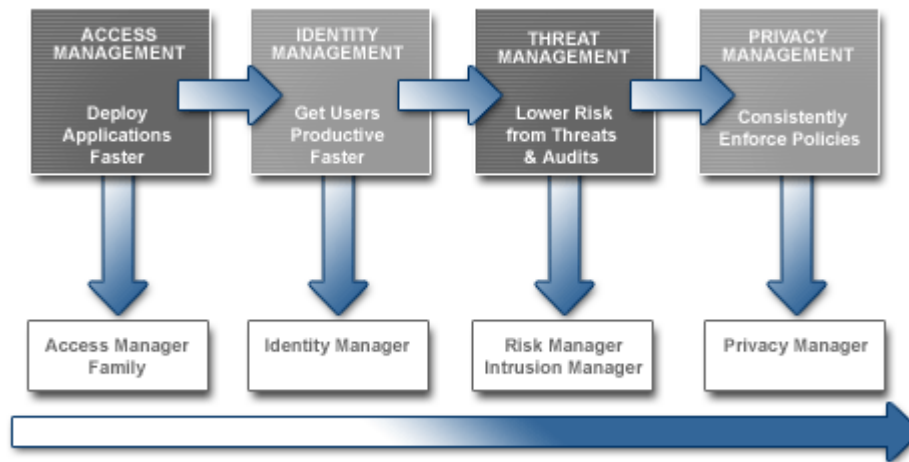 ACCESS
MANAGEMENT
Deploy
Applications
Faster
IDENTITY
MANAGEMENT
Get Users
Productive
Faster
THREAT
MANAGEMENT
Lower Risk
from Threats
& Audits
PRIVACY
MANAGEMENT
Consistently
Enforce Policies
Access Manager
Family
Identity Manager
Risk Manager
Intrusion Manager
Privacy Manager